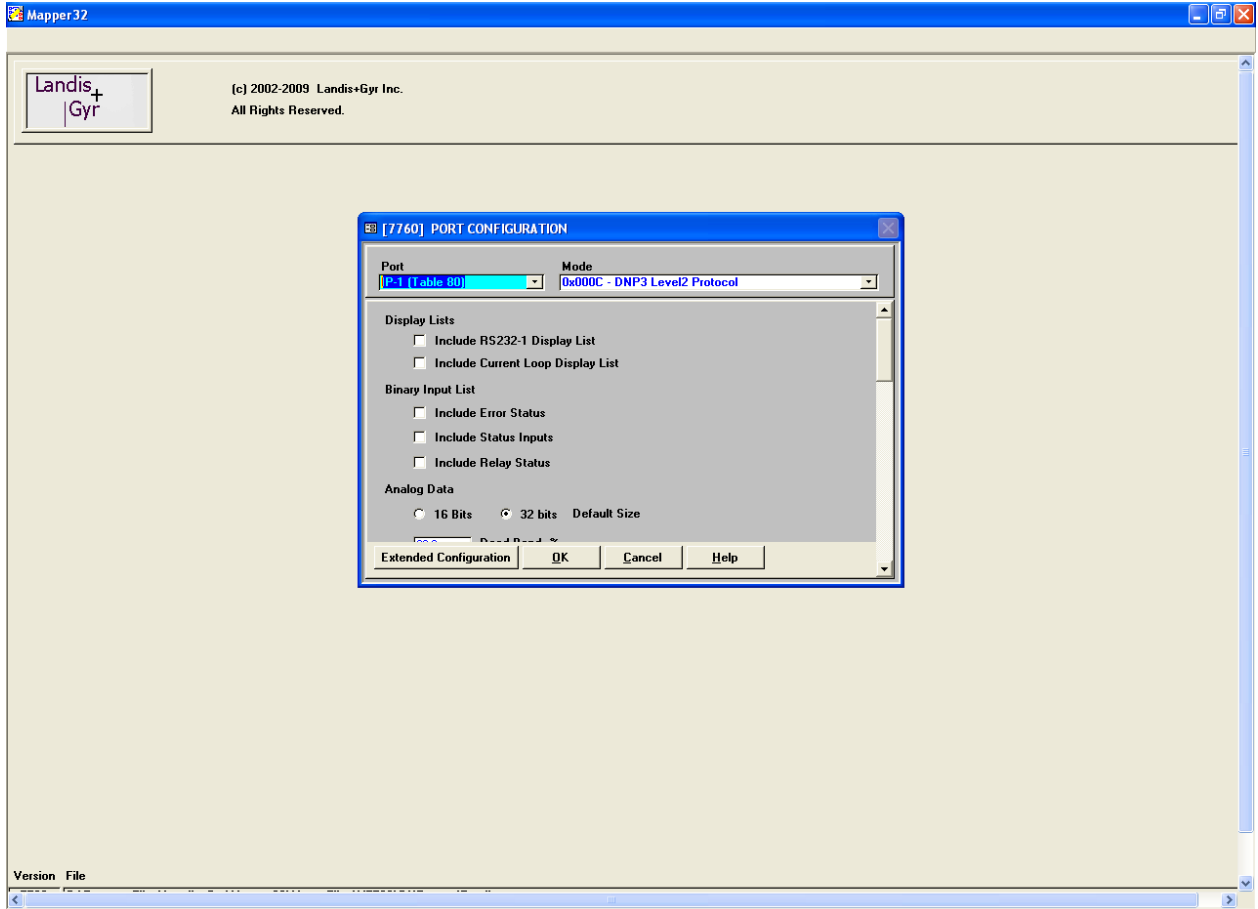 Mapper32
Landis+
Gyr
(c) 2002-2009 Landis+Gyr Inc.
All Rights Reserved.
[7760] PORT CONFIGURATION
Port Mode
IP-1 (Table 80) 0x000C - DNP3 Level2 Protocol
Display Lists
Include RS232-1 Display List
Include Current Loop Display List
Binary Input List
Include Error Status
Include Status Inputs
Include Relay Status
Analog Data
16 Bits 32 bits Default Size
Dead Band %
Extended Configuration OK Cancel Help
Version File